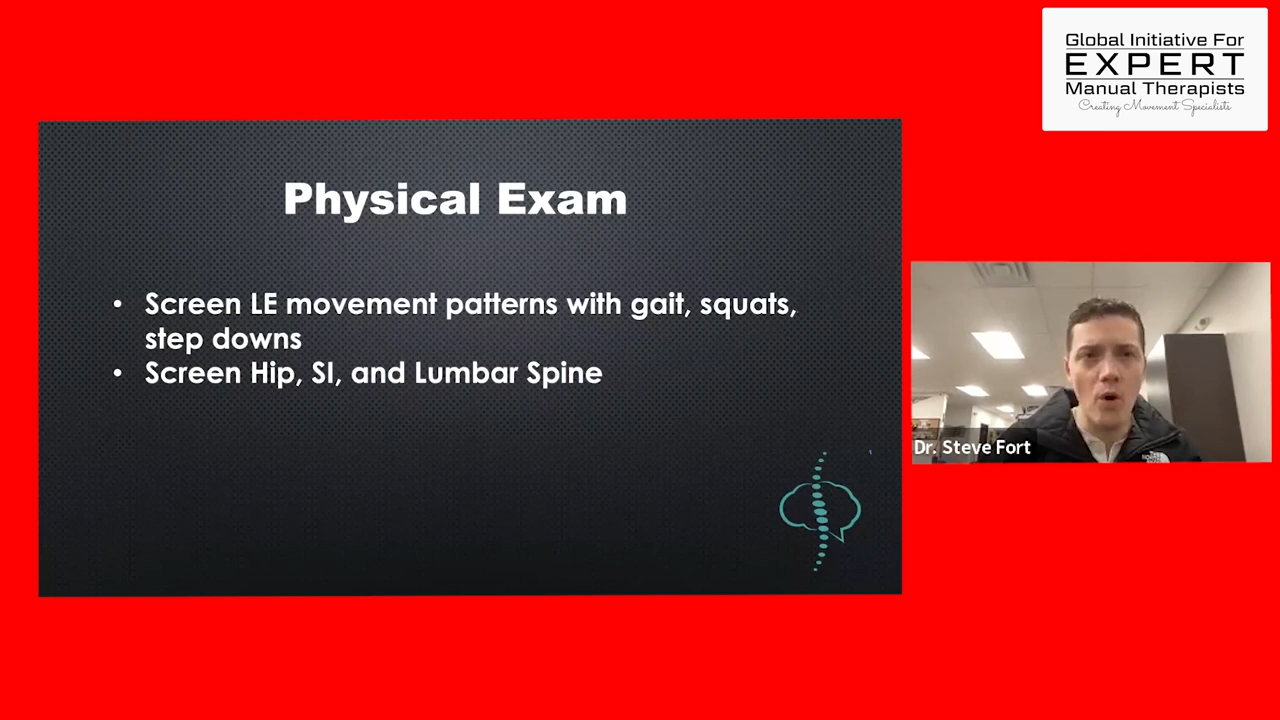 Global Initiative For
EXPERT
Manual Therapists
Creating Movement Specialists
Physical Exam
• Screen LE movement patterns with gait, squats,
step downs
• Screen Hip, SI, and Lumbar Spine
Dr. Steve Fort